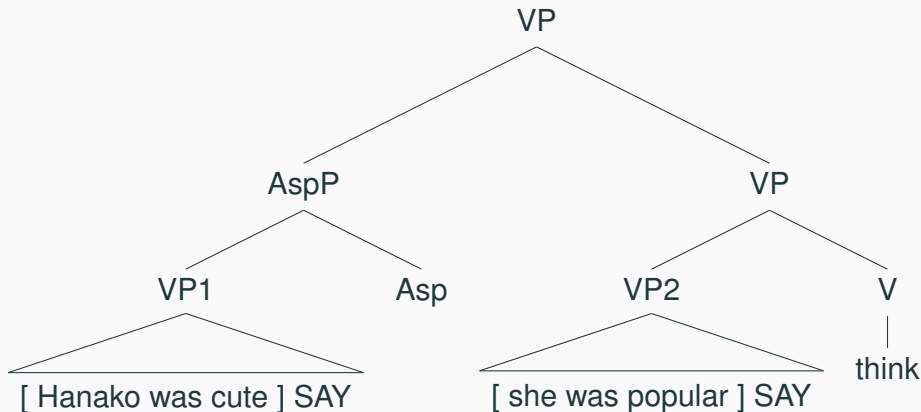 VP
AspP VP
VP1 Asp VP2 V
[ Hanako was cute ] SAY [ she was popular ] SAY think